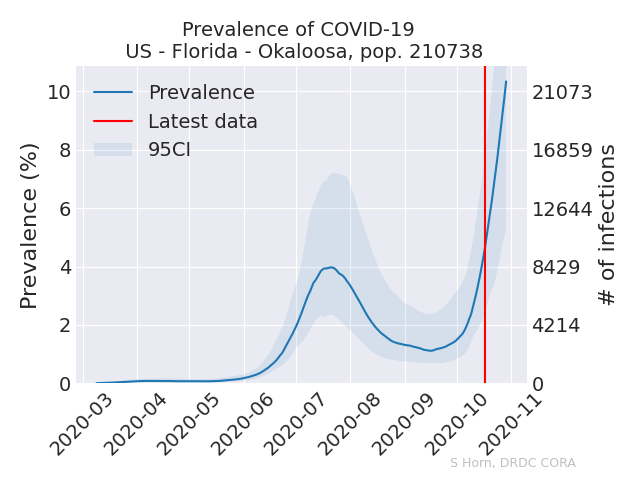 Prevalence of COVID-19
US - Florida - Okaloosa, pop. 210738
Prevalence
Latest data
95CI
Prevalence (%)
10
8
6
4
2
0
21073
16859
12644
8429
4214
0
# of infections
2020-03
2020-04
2020-05
2020-06
2020-07
2020-08
2020-09
2020-10
2020-11
S Horn, DRDC CORA